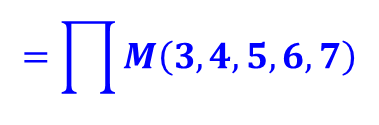 = ∏ M(3, 4, 5, 6, 7)